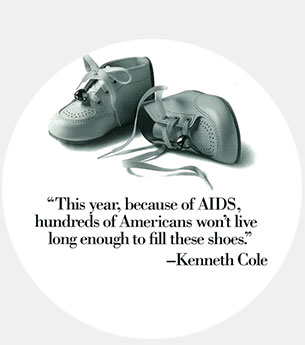 “This year, because of AIDS,
hundreds of Americans won’t live
long enough to fill these shoes.”
–Kenneth Cole